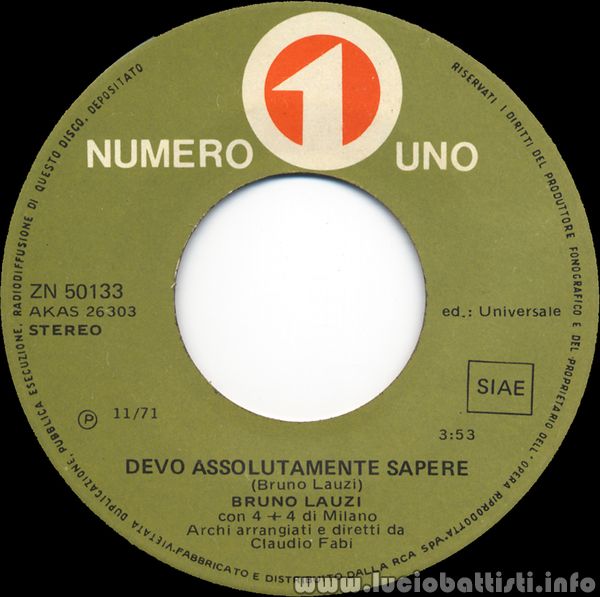 NUMERO 1 UNO
ZN 50133
AKAS 26303
STEREO
ed.: Universale
SIAE
Ⓟ 11/71
3:53
DEVO ASSOLUTAMENTE SAPERE
(Bruno Lauzi)
BRUNO LAUZI
con 4 + 4 di Milano
Archi arrangiati e diretti da
Claudio Fabi
RISERVATI I DIRITTI DEL PRODUTTORE FONOGRAFICO E DEL PROPRIETARIO DELL'OPERA RIPRODOTTA. VIETATA DUPLICAZIONE, PUBBLICA ESECUZIONE, RADIODIFFUSIONE DI QUESTO DISCO. DEPOSITATO
FABBRICATO E DISTRIBUITO DALLA RCA SPA
www.luciobattisti.info